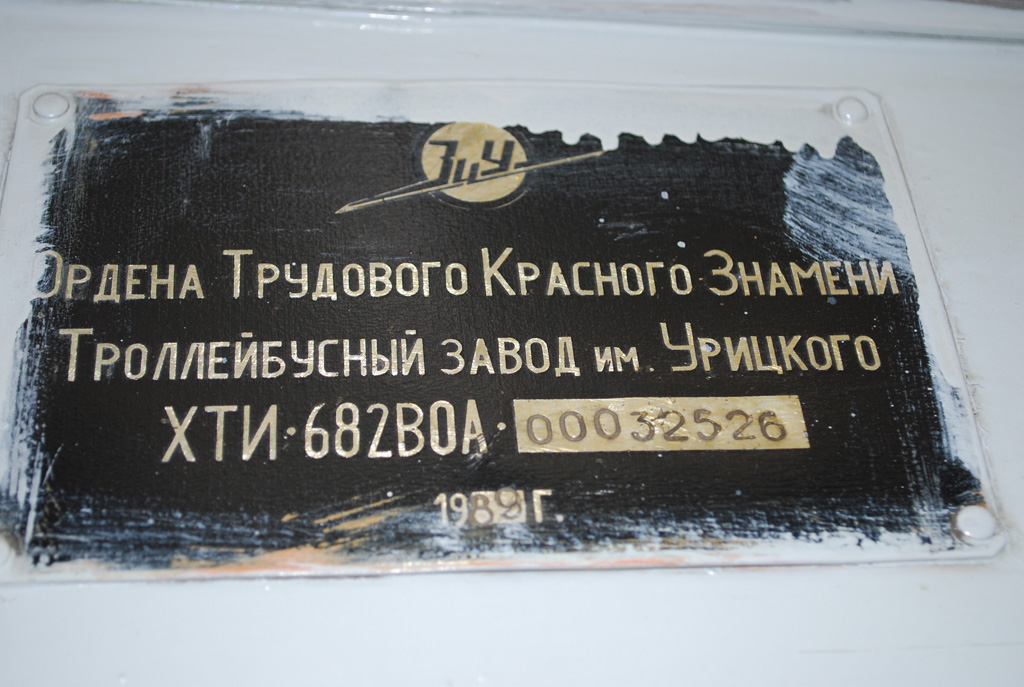 ЗиУ
Ордена Трудового Красного Знамени
Троллейбусный завод им. Урицкого
ХТИ·682В0А·00032526
1989 Г.